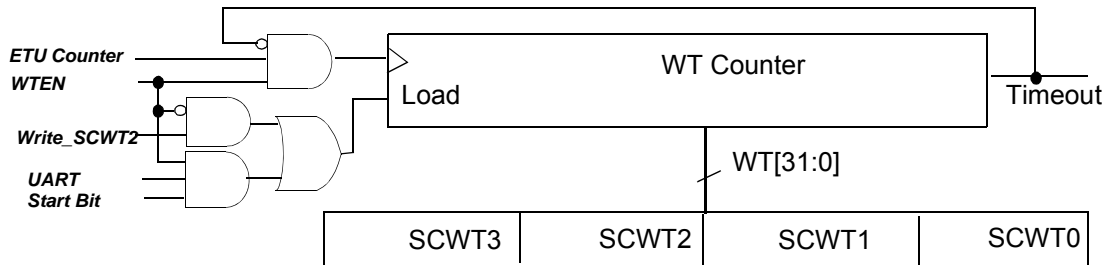 ETU Counter
WTEN
WT Counter
Load
Timeout
Write_SCWT2
WT[31:0]
UART
Start Bit
SCWT3 SCWT2 SCWT1 SCWT0